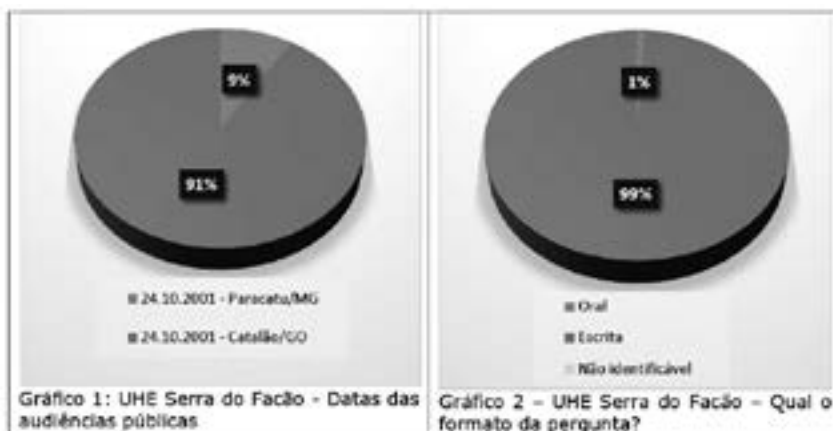 9%
91%
24.10.2001 - Paracatu/MG
24.10.2001 - Catalão/GO
Gráfico 1: UHE Serra do Facão - Datas das
audiências públicas
1%
99%
Oral
Escrita
Não identificável
Gráfico 2 – UHE Serra do Facão – Qual o
formato da pergunta?